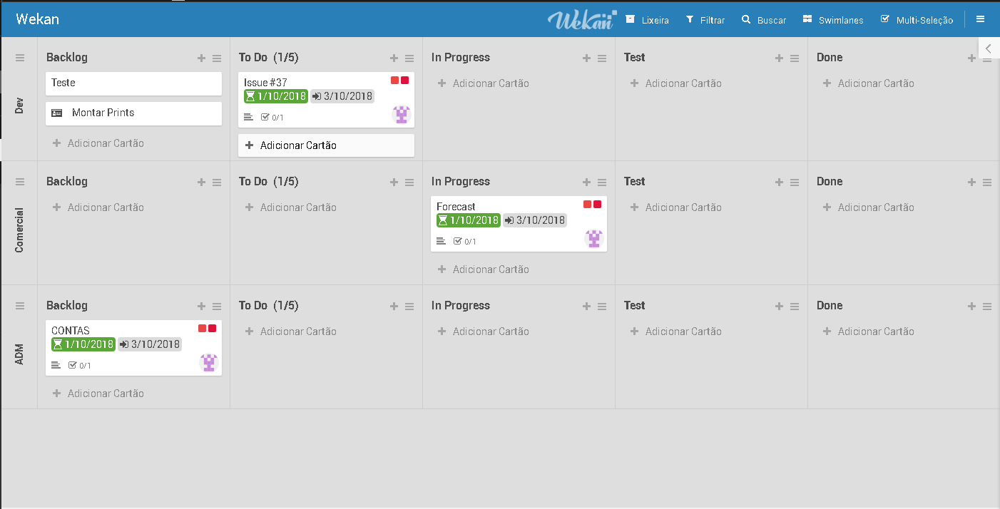 Wekan
Wekan Lixeira Filtrar Buscar Swimlanes Multi-Seleção
Dev
Backlog
Teste
Montar Prints
Adicionar Cartão
To Do (1/5)
Issue #37
1/10/2018 3/10/2018
0/1
Adicionar Cartão
In Progress
Adicionar Cartão
Test
Adicionar Cartão
Done
Adicionar Cartão
Comercial
Backlog
Adicionar Cartão
To Do (1/5)
Adicionar Cartão
In Progress
Forecast
1/10/2018 3/10/2018
0/1
Adicionar Cartão
Test
Adicionar Cartão
Done
Adicionar Cartão
ADM
Backlog
CONTAS
1/10/2018 3/10/2018
0/1
Adicionar Cartão
To Do (1/5)
Adicionar Cartão
In Progress
Adicionar Cartão
Test
Adicionar Cartão
Done
Adicionar Cartão